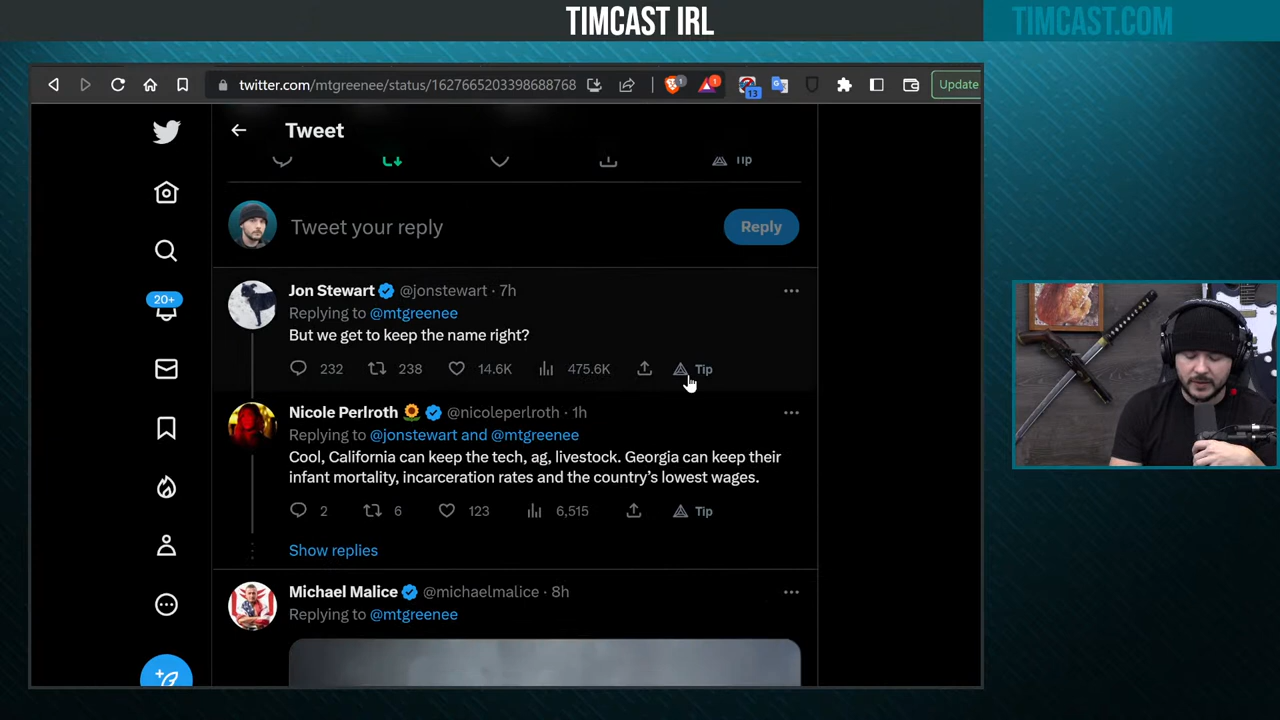 TIMCAST IRL
TIMCAST.COM
twitter.com/mtgreenee/status/1627665203398688768
1
1
13
Update
Tweet
Tip
Tweet your reply
Reply
20+
Jon Stewart @jonstewart · 7h
Replying to @mtgreenee
But we get to keep the name right?
232 238 14.6K 475.6K Tip
Nicole Perlroth @nicoleperlroth · 1h
Replying to @jonstewart and @mtgreenee
Cool, California can keep the tech, ag, livestock. Georgia can keep their
infant mortality, incarceration rates and the country's lowest wages.
2 6 123 6,515 Tip
Show replies
Michael Malice @michaelmalice · 8h
Replying to @mtgreenee